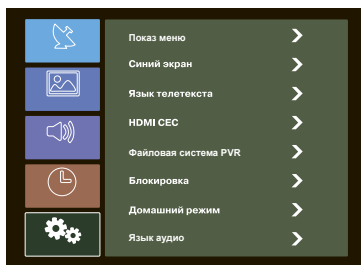 Показ меню
Синий экран
Язык телетекста
HDMI CEC
Файловая система PVR
Блокировка
Домашний режим
Язык аудио